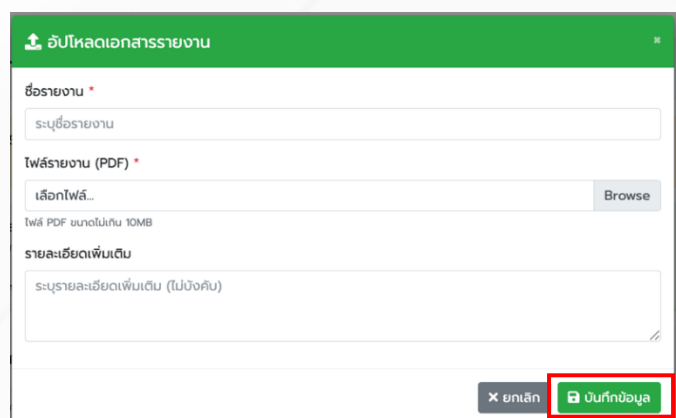 อัปโหลดเอกสารรายงาน
ชื่อรายงาน *
ระบุชื่อรายงาน
ไฟล์รายงาน (PDF) *
เลือกไฟล์... Browse
ไฟล์ PDF ขนาดไม่เกิน 10MB
รายละเอียดเพิ่มเติม
ระบุรายละเอียดเพิ่มเติม (ไม่บังคับ)
ยกเลิก บันทึกข้อมูล